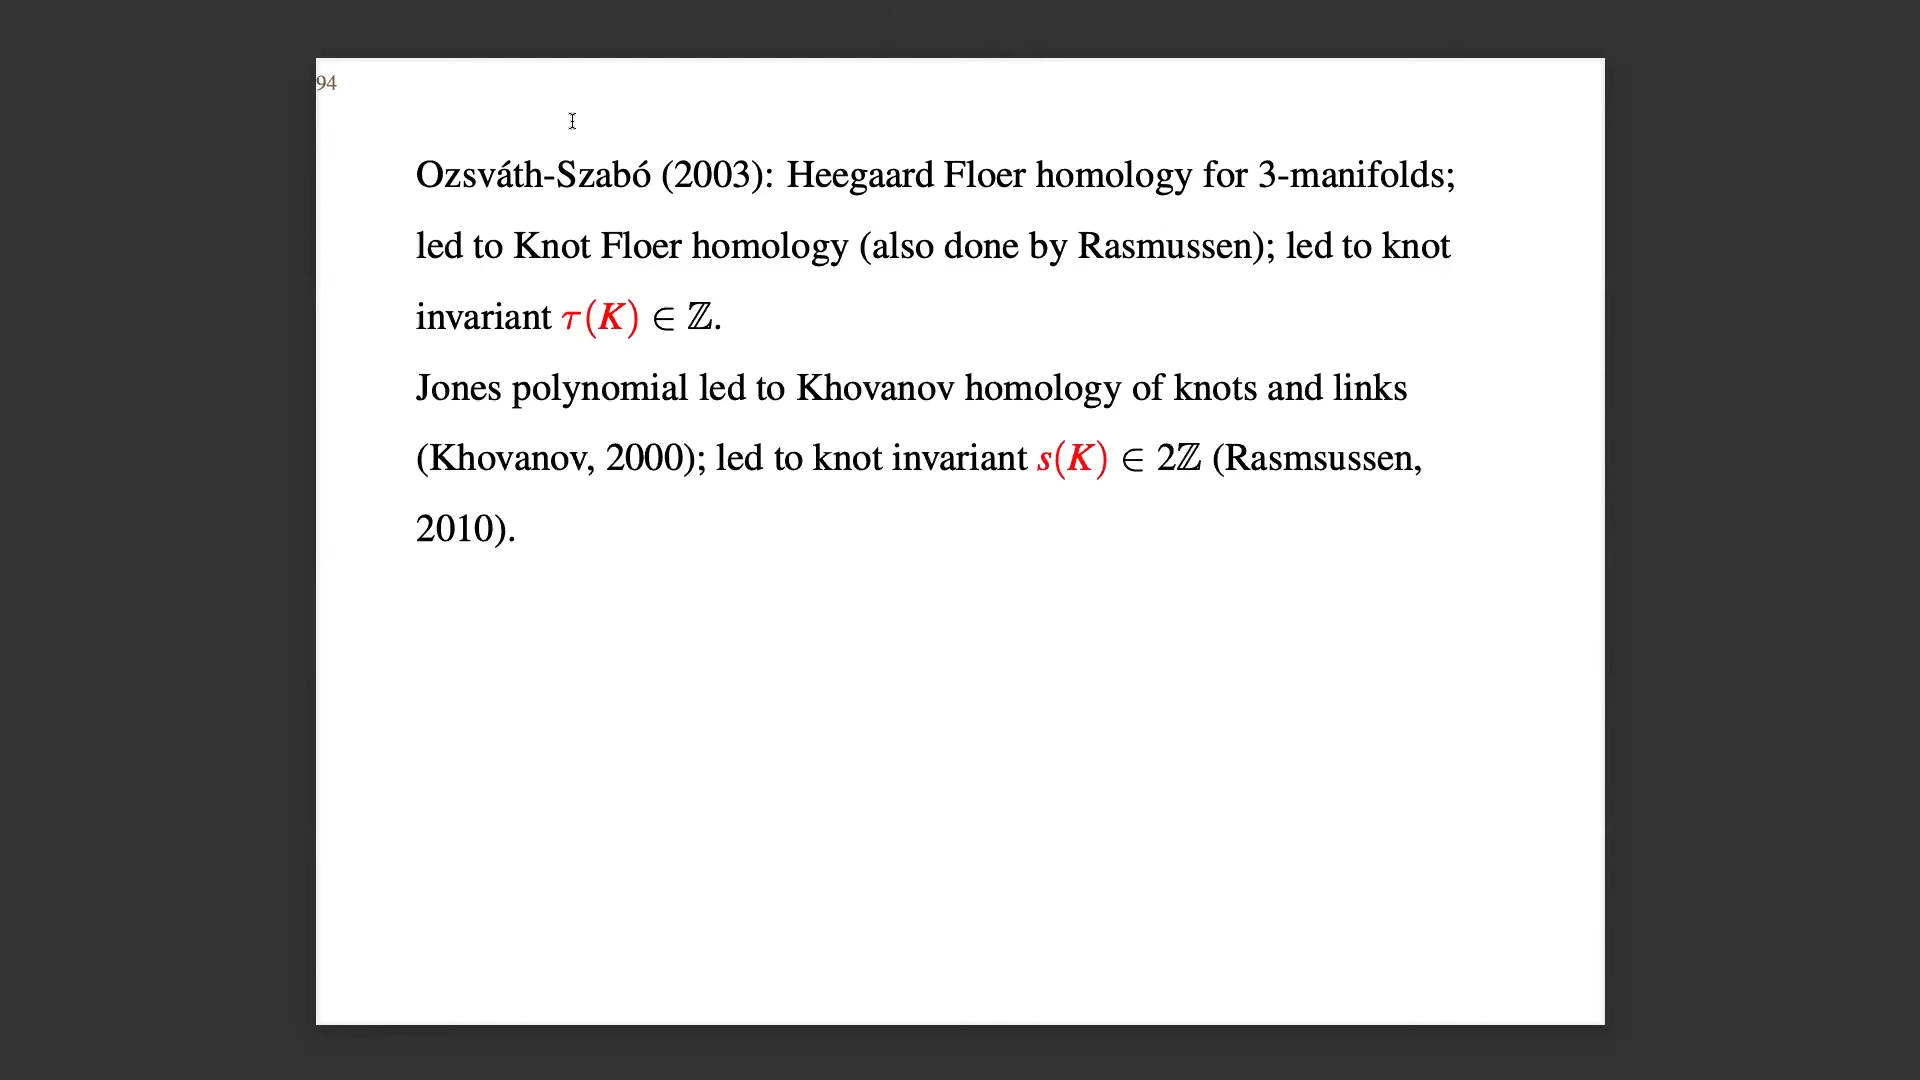 94
Ozsváth-Szabó (2003): Heegaard Floer homology for 3-manifolds;
led to Knot Floer homology (also done by Rasmussen); led to knot
invariant τ(K) ∈ ℤ.
Jones polynomial led to Khovanov homology of knots and links
(Khovanov, 2000); led to knot invariant s(K) ∈ 2ℤ (Rasmsussen,
2010).